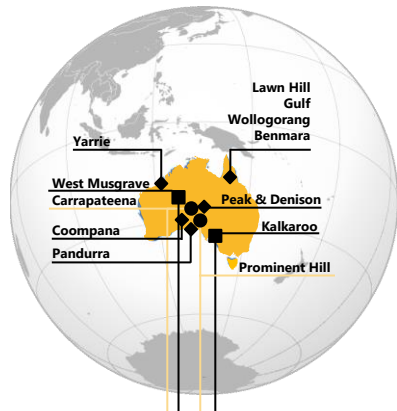 Lawn Hill
Gulf
Wollogorang
Benmara
Yarrie
West Musgrave
Carrapateena
Peak & Denison
Coompana
Kalkaroo
Pandurra
Prominent Hill